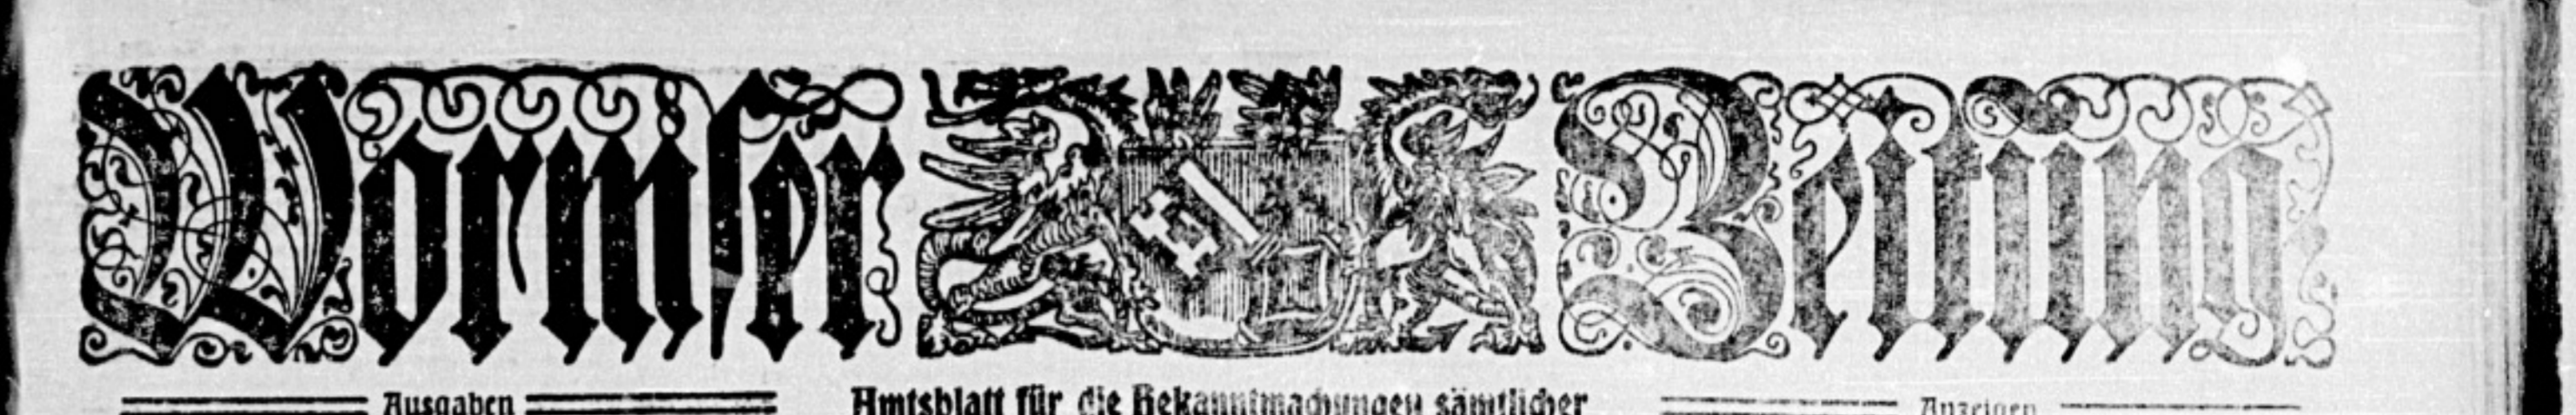 Wormser Zeitung
Ausgaben
Amtsblatt für die Bekanntmachungen sämtlicher
Anzeigen